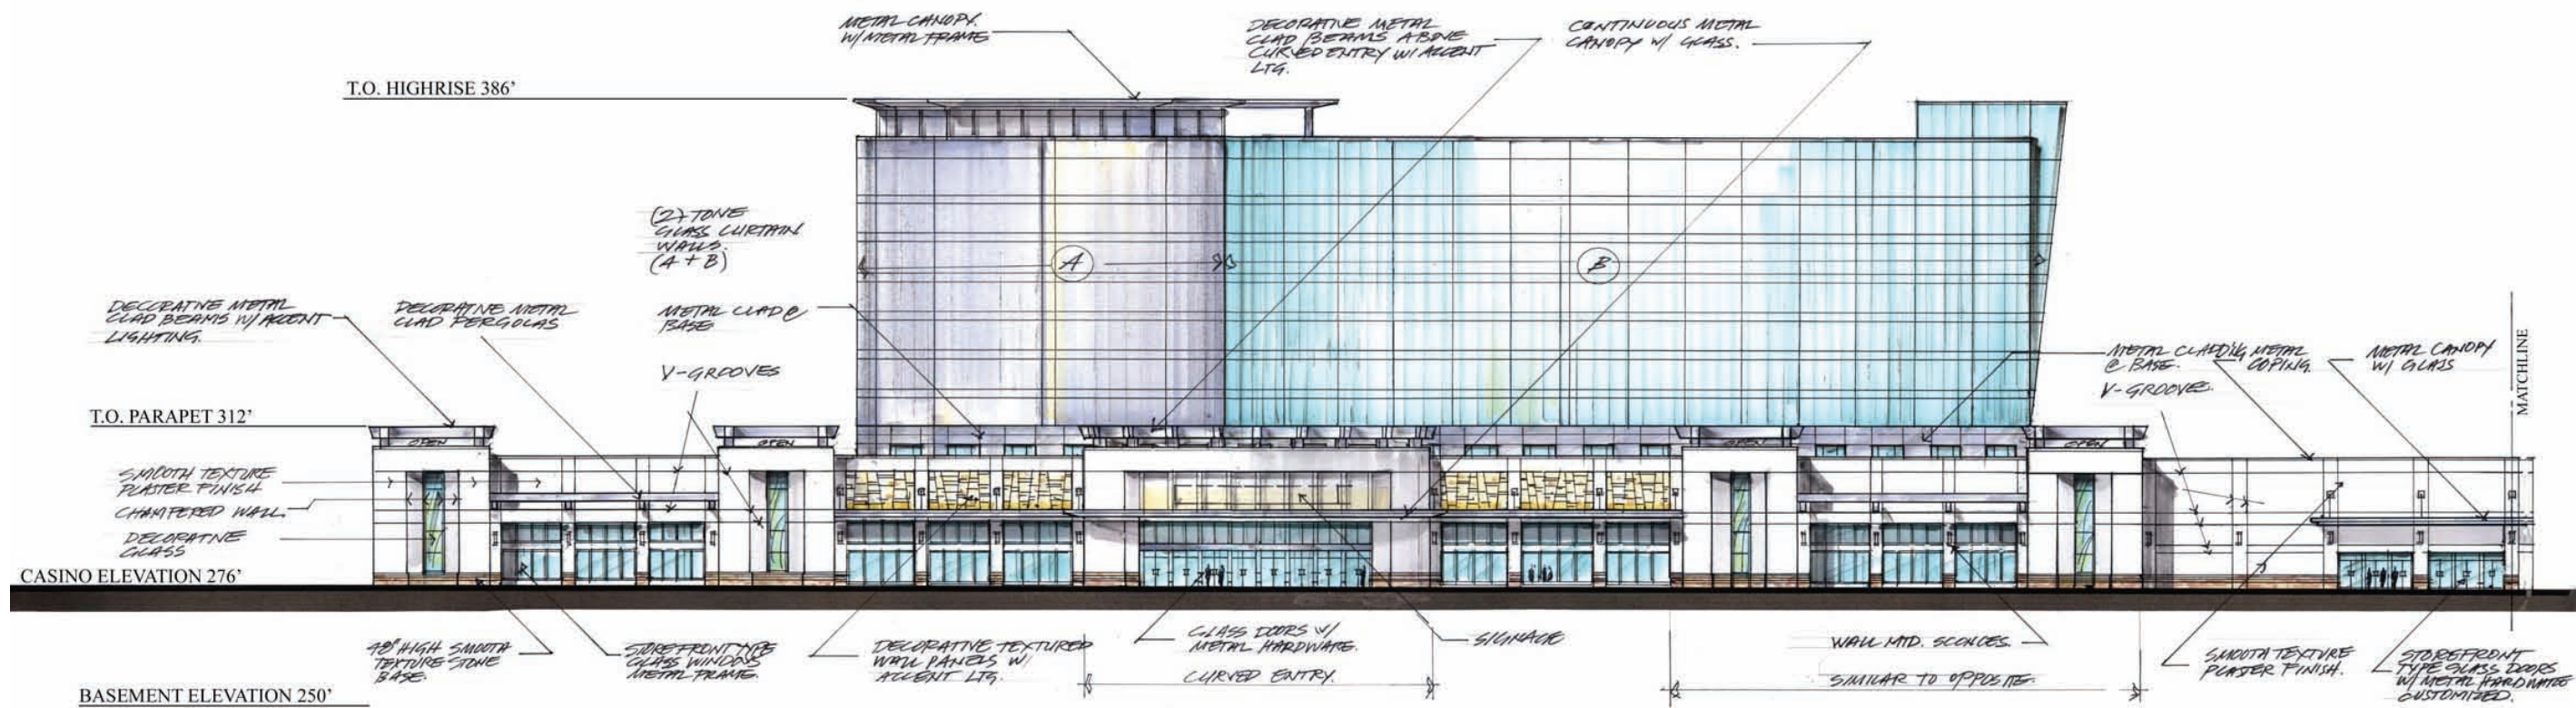 METAL CANOPY.
W/ METAL FRAME
DECORATIVE METAL
CLAD BEAMS ABOVE
CURVED ENTRY W/ ACCENT
LTG.
CONTINUOUS METAL
CANOPY W/ GLASS.
T.O. HIGHRISE 386'
(2) TONE
GLASS CURTAIN
WALLS.
(A + B)
A
B
DECORATIVE METAL
CLAD BEAMS W/ ACCENT
LIGHTING.
DECORATIVE METAL
CLAD PERGOLAS
METAL CLAD @
BASE
V-GROOVES
METAL CLADDING
@ BASE.
METAL
COPING.
METAL CANOPY
W/ GLASS
V-GROOVES.
MATCHLINE
T.O. PARAPET 312'
OPEN
OPEN
OPEN
OPEN
SMOOTH TEXTURE
PLASTER FINISH
CHAMFERED WALL.
DECORATIVE
GLASS
CASINO ELEVATION 276'
48" HIGH SMOOTH
TEXTURE STONE
BASE.
STOREFRONT TYPE
GLASS WINDOWS
METAL FRAME.
DECORATIVE TEXTURED
WALL PANELS W/
ACCENT LTG.
GLASS DOORS W/
METAL HARDWARE.
CURVED ENTRY.
SIGNAGE
WALL MTD. SCONCES.
SIMILAR TO OPPOSITE.
SMOOTH TEXTURE
PLASTER FINISH.
STOREFRONT
TYPE GLASS DOORS
W/ METAL HARDWARE
CUSTOMIZED.
BASEMENT ELEVATION 250'